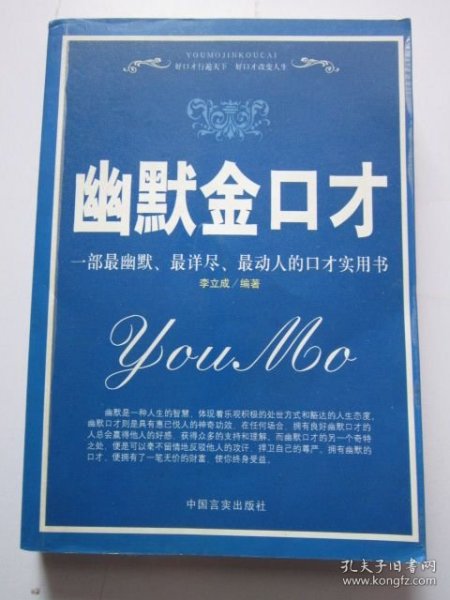 YOUMOJINKOUCAI
好口才行遍天下 好口才改变人生
幽默金口才
一部最幽默、最详尽、最动人的口才实用书
李立成／编著
YouMo
幽默是一种人生的智慧，体现着乐观积极的处世方式和豁达的人生态度。
幽默口才则是具有惠己悦人的神奇功效，在任何场合，拥有良好幽默口才的
人总会赢得他人的好感，获得众多的支持和理解。而幽默口才的另一个奇特
之处，便是可以毫不留情地反驳他人的攻讦，捍卫自己的尊严。拥有幽默的
口才，便拥有了一笔无价的财富，使你终身受益。
中国言实出版社
孔夫子旧书网
www.kongfz.com